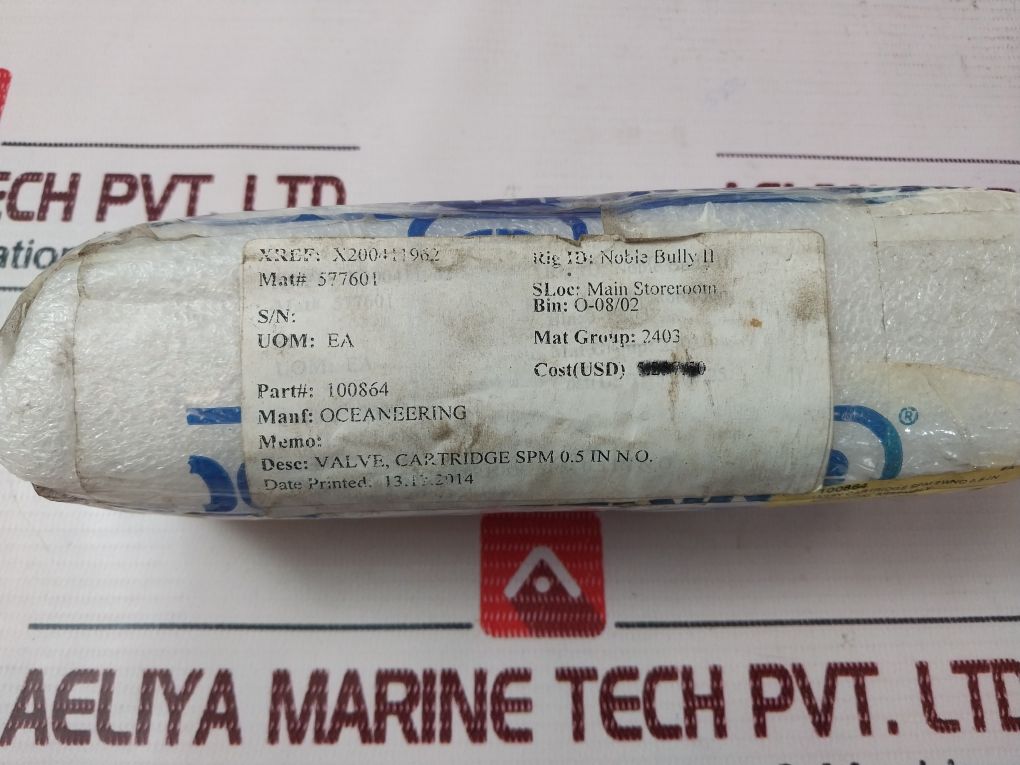 ECH PVT. LTD
XREF: X200411962
Mat# 577601
S/N:
UOM: EA
Part#: 100864
Manf: OCEANEERING
Memo:
Desc: VALVE, CARTRIDGE SPM 0.5 IN N.O.
Date Printed: 2014
Rig ID: Noble Bully II
SLoc: Main Storeroom
Bin: O-08/02
Mat Group: 2403
Cost(USD)
®
100864
AELIYA MARINE TECH PVT. LTD